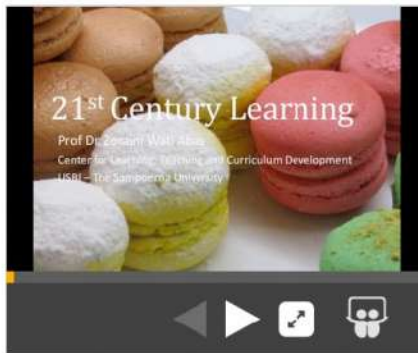 21st Century Learning
Prof Dr Zoraini Wati Abas
Center for Learning, Teaching and Curriculum Development
USBI – The Sampoerna University